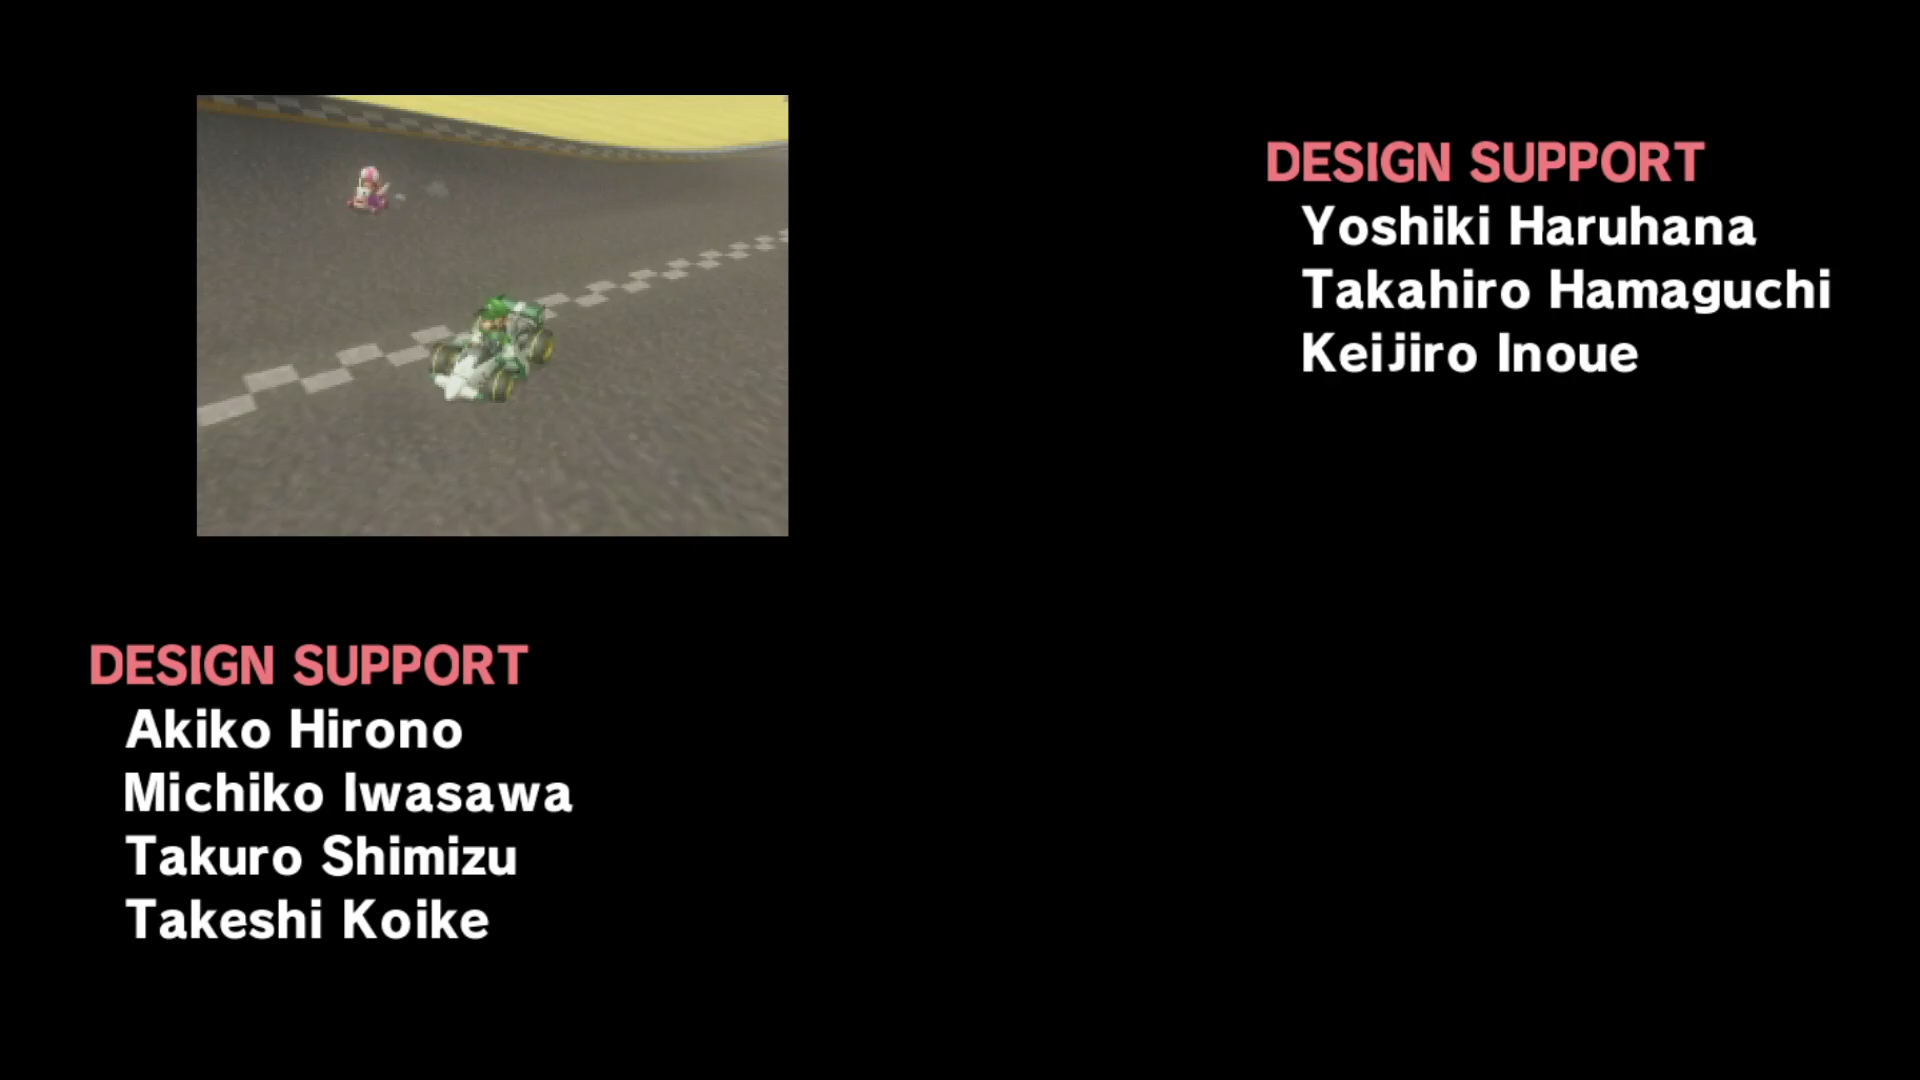 DESIGN SUPPORT
Yoshiki Haruhana
Takahiro Hamaguchi
Keijiro Inoue
DESIGN SUPPORT
Akiko Hirono
Michiko Iwasawa
Takuro Shimizu
Takeshi Koike